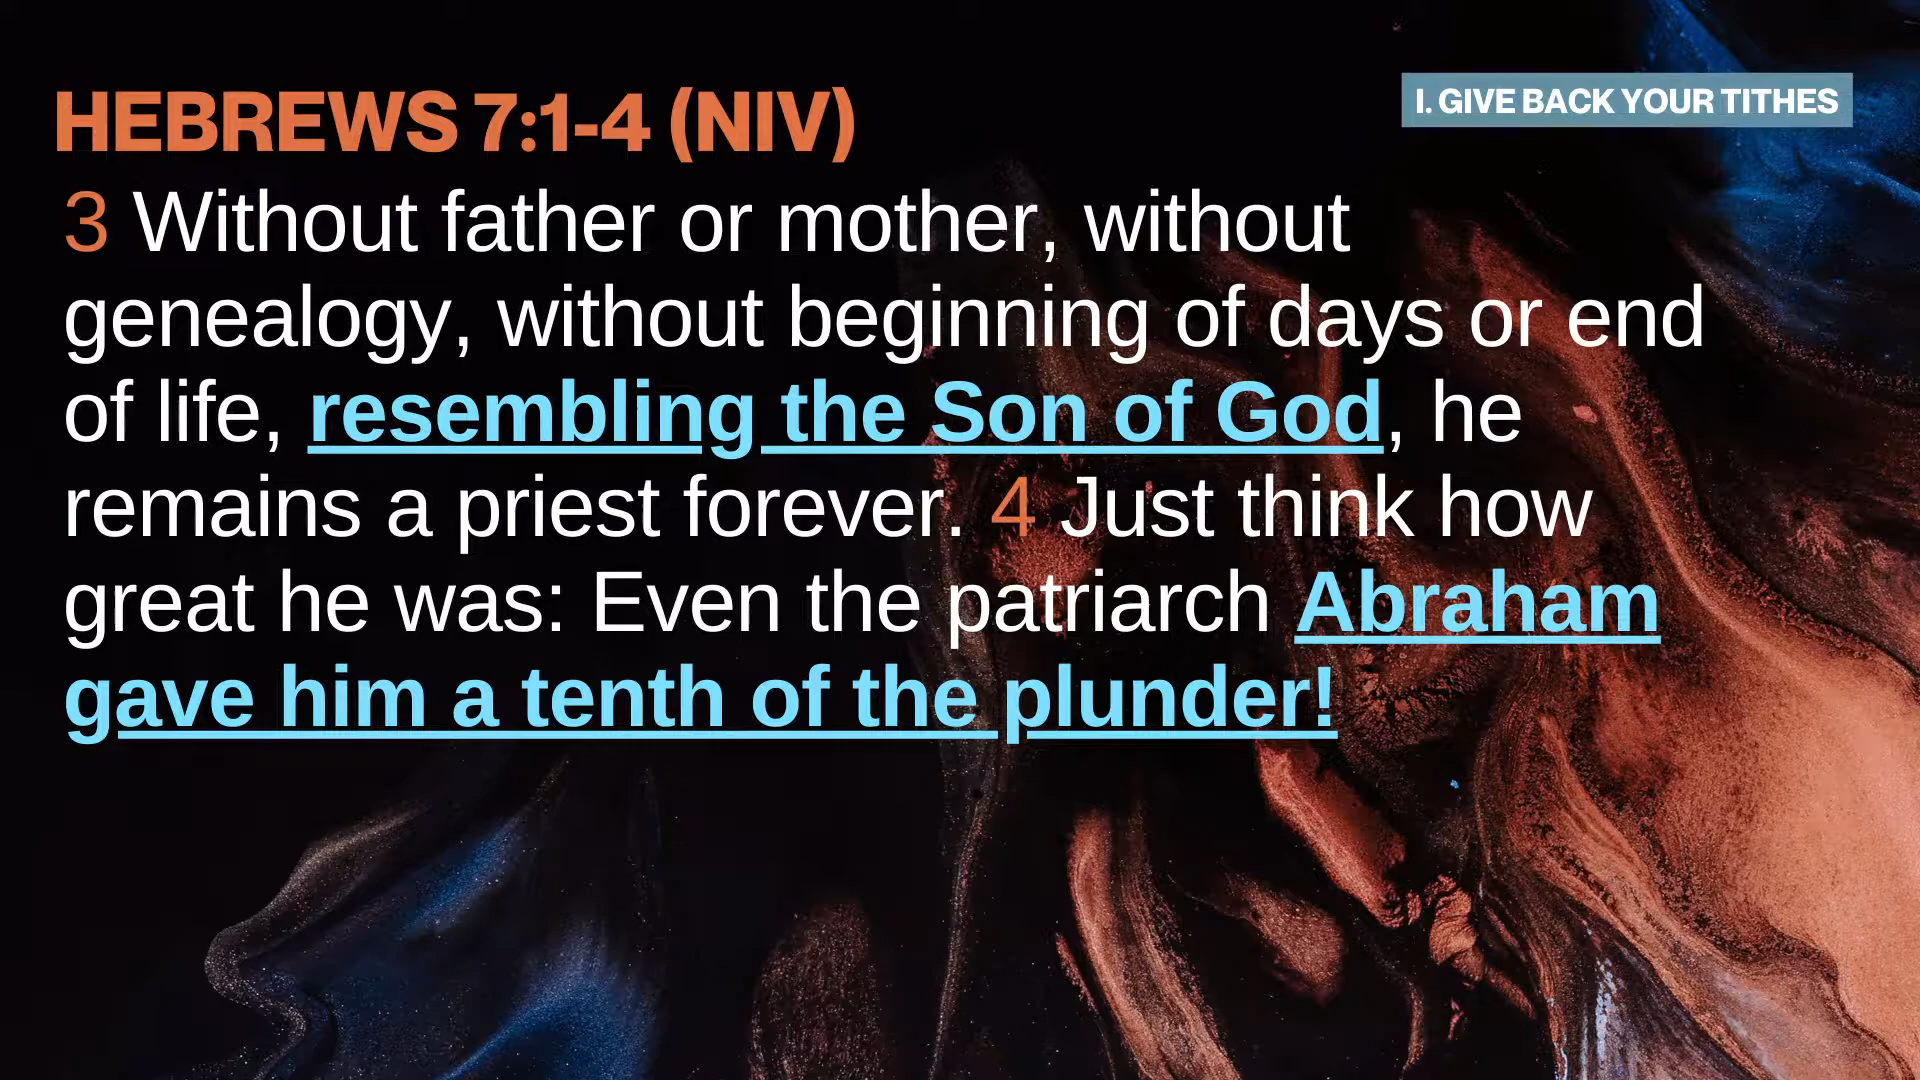 HEBREWS 7:1-4 (NIV)
I. GIVE BACK YOUR TITHES
3 Without father or mother, without
genealogy, without beginning of days or end
of life, resembling the Son of God, he
remains a priest forever. 4 Just think how
great he was: Even the patriarch Abraham
gave him a tenth of the plunder!